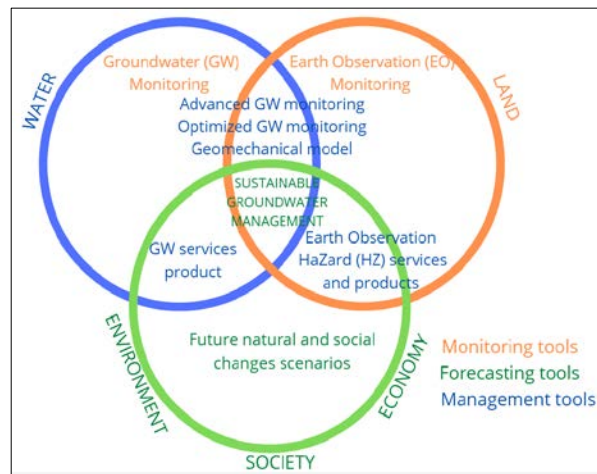 Groundwater (GW)
Monitoring
Earth Observation (EO)
Monitoring
WATER
LAND
Advanced GW monitoring
Optimized GW monitoring
Geomechanical model
SUSTAINABLE
GROUNDWATER
MANAGEMENT
GW services
product
Earth Observation
HaZard (HZ) services
and products
ENVIRONMENT
Future natural and social
changes scenarios
ECONOMY
SOCIETY
Monitoring tools
Forecasting tools
Management tools